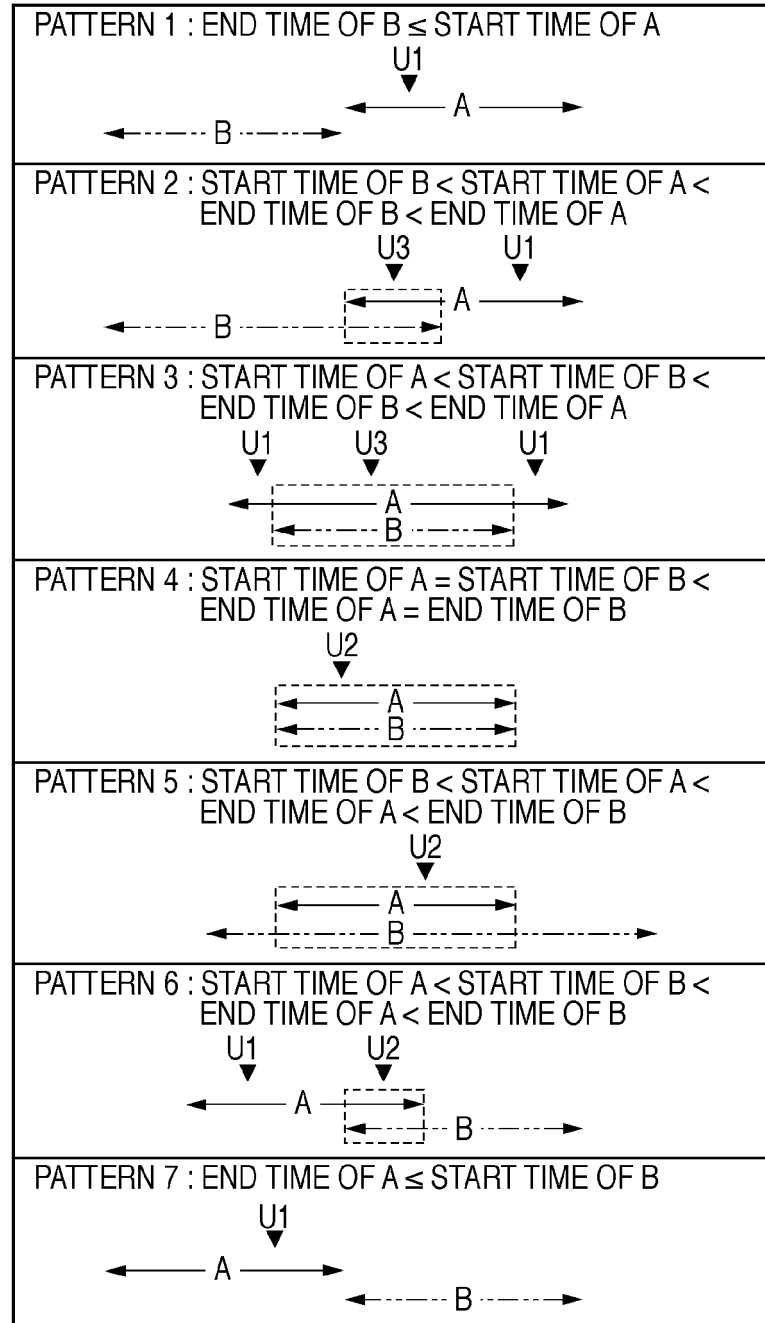 PATTERN 1 : END TIME OF B ≤ START TIME OF A
U1
A
B
PATTERN 2 : START TIME OF B < START TIME OF A <
END TIME OF B < END TIME OF A
U3 U1
A
B
PATTERN 3 : START TIME OF A < START TIME OF B <
END TIME OF B < END TIME OF A
U1 U3 U1
A
B
PATTERN 4 : START TIME OF A = START TIME OF B <
END TIME OF A = END TIME OF B
U2
A
B
PATTERN 5 : START TIME OF B < START TIME OF A <
END TIME OF A < END TIME OF B
U2
A
B
PATTERN 6 : START TIME OF A < START TIME OF B <
END TIME OF A < END TIME OF B
U1 U2
A
B
PATTERN 7 : END TIME OF A ≤ START TIME OF B
U1
A
B